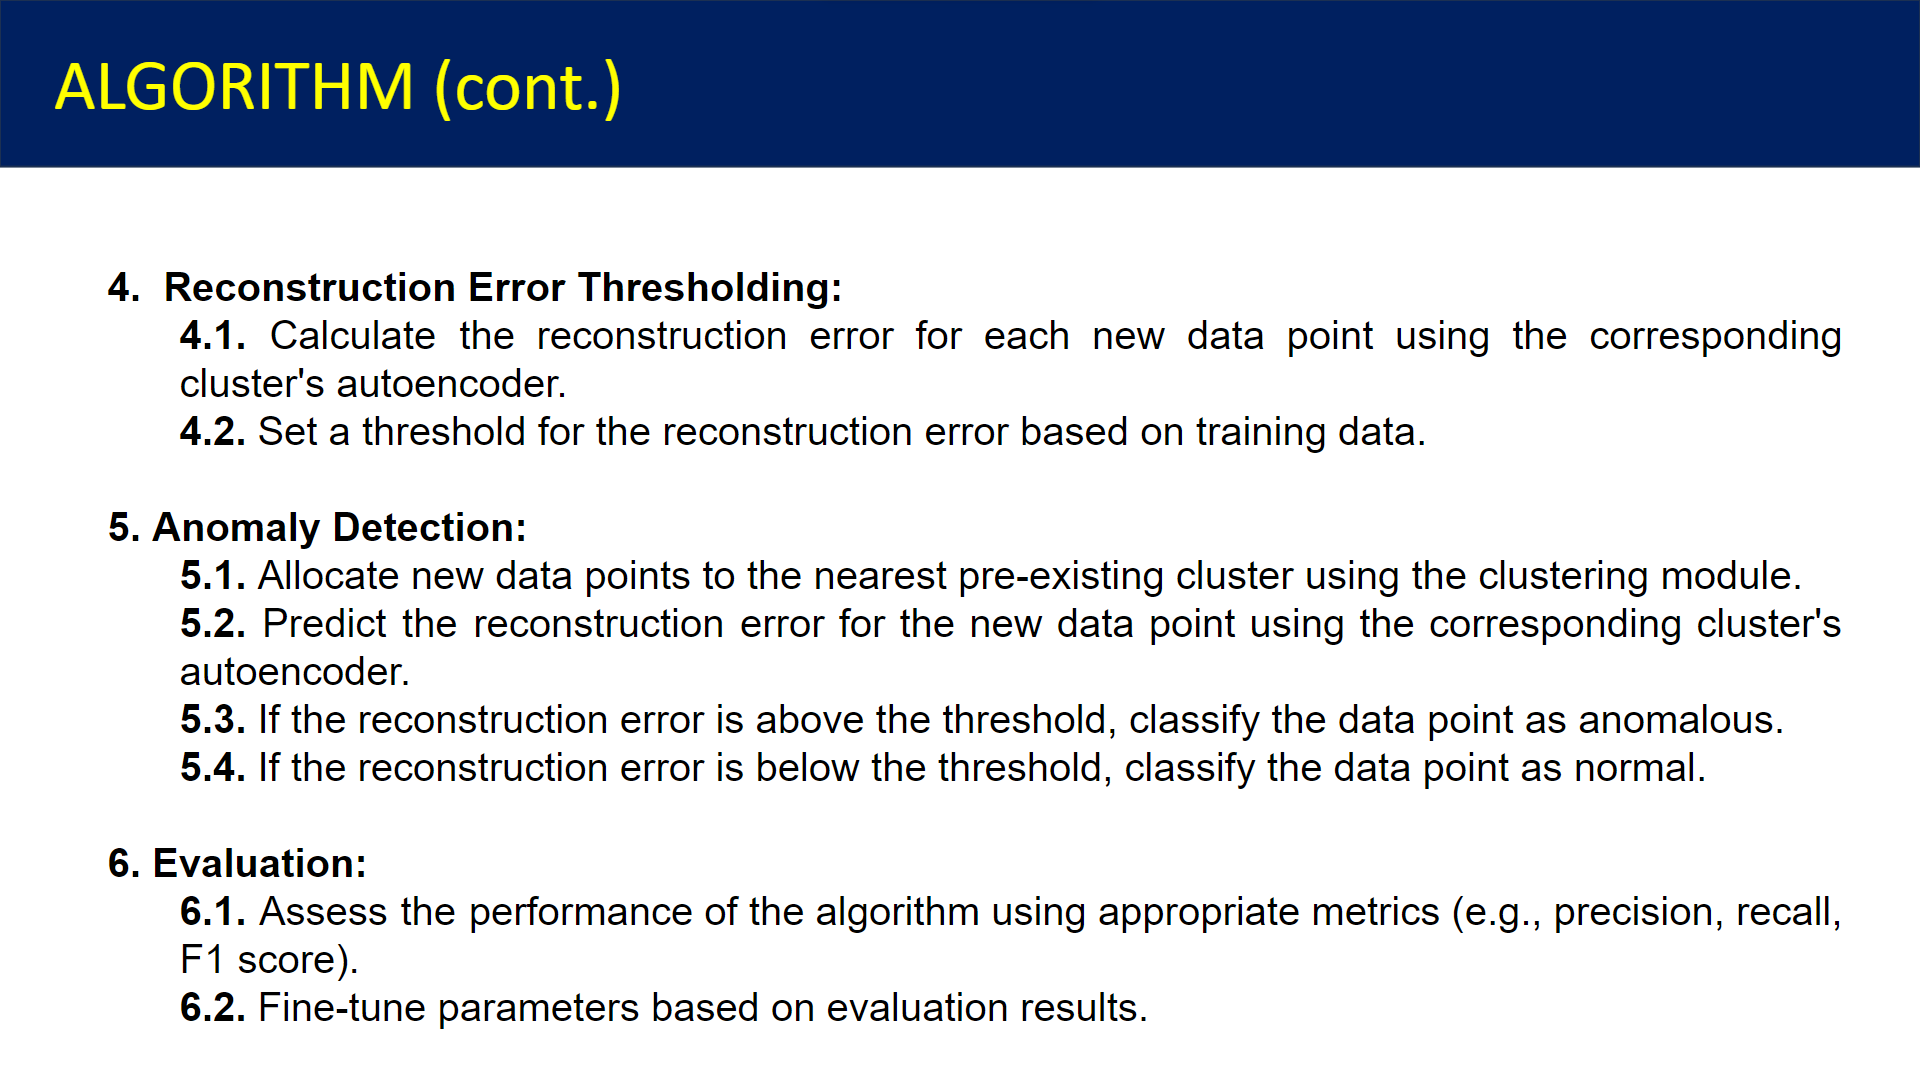 ALGORITHM (cont.)
4. Reconstruction Error Thresholding:
4.1. Calculate the reconstruction error for each new data point using the corresponding
cluster's autoencoder.
4.2. Set a threshold for the reconstruction error based on training data.
5. Anomaly Detection:
5.1. Allocate new data points to the nearest pre-existing cluster using the clustering module.
5.2. Predict the reconstruction error for the new data point using the corresponding cluster's
autoencoder.
5.3. If the reconstruction error is above the threshold, classify the data point as anomalous.
5.4. If the reconstruction error is below the threshold, classify the data point as normal.
6. Evaluation:
6.1. Assess the performance of the algorithm using appropriate metrics (e.g., precision, recall,
F1 score).
6.2. Fine-tune parameters based on evaluation results.